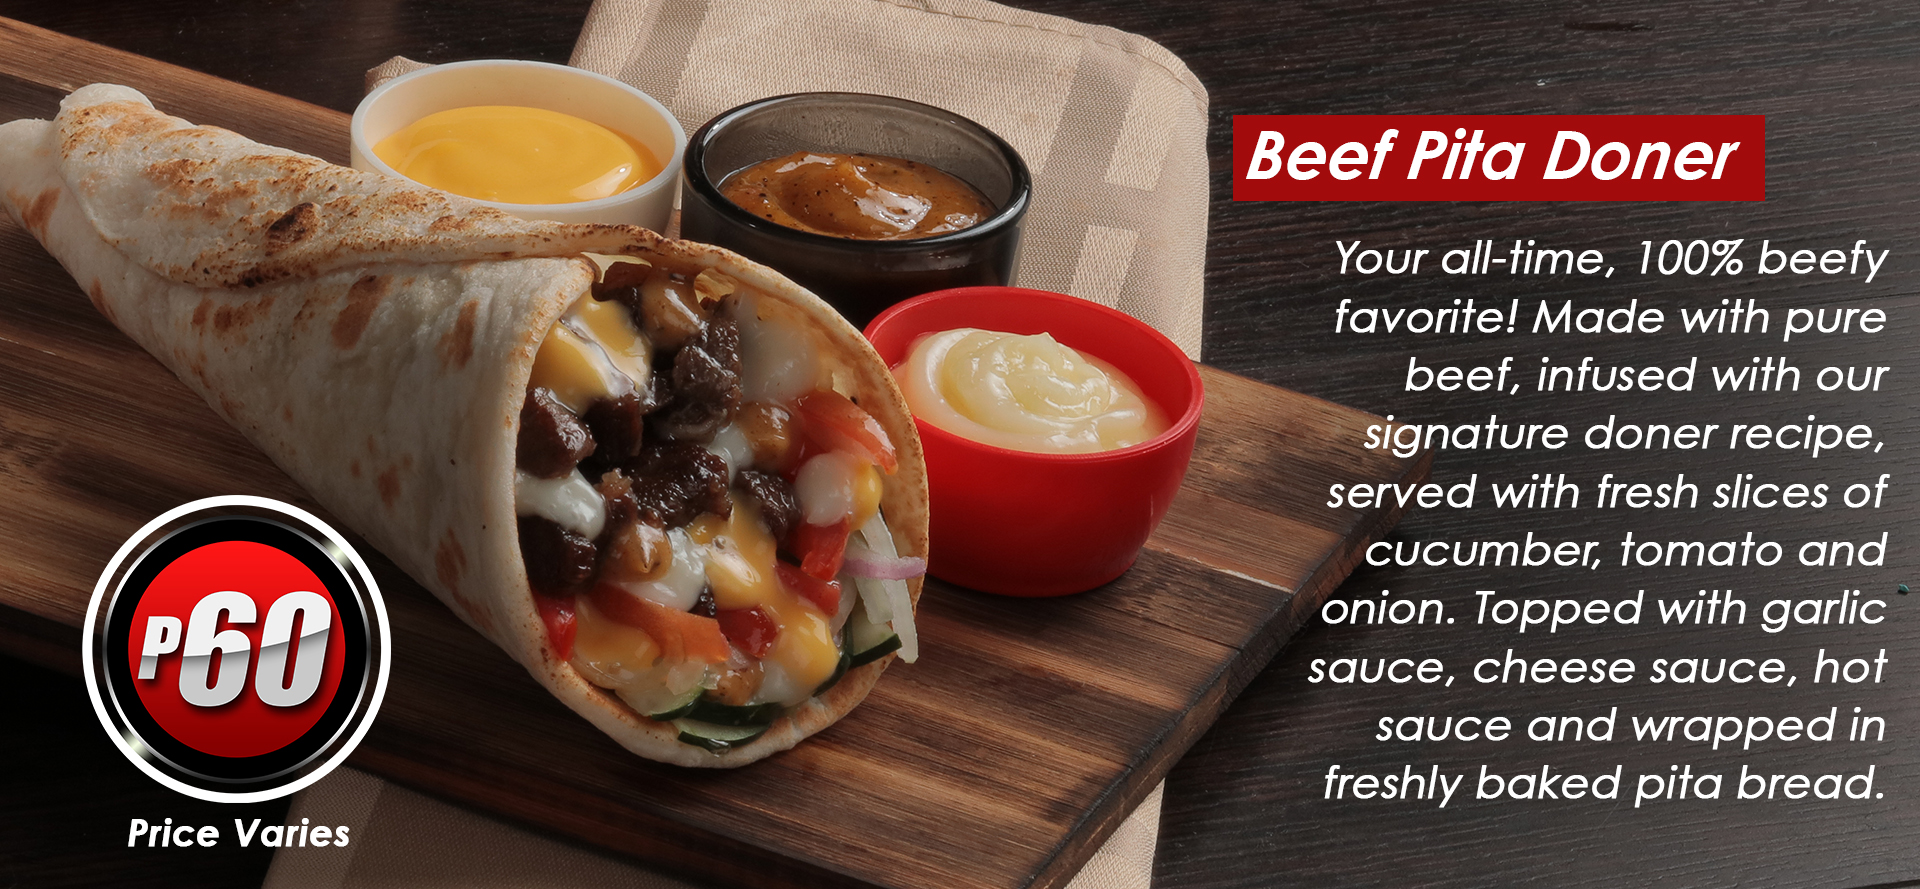 Beef Pita Doner
Your all-time, 100% beefy
favorite! Made with pure
beef, infused with our
signature doner recipe,
served with fresh slices of
cucumber, tomato and
onion. Topped with garlic
sauce, cheese sauce, hot
sauce and wrapped in
freshly baked pita bread.
P60
Price Varies